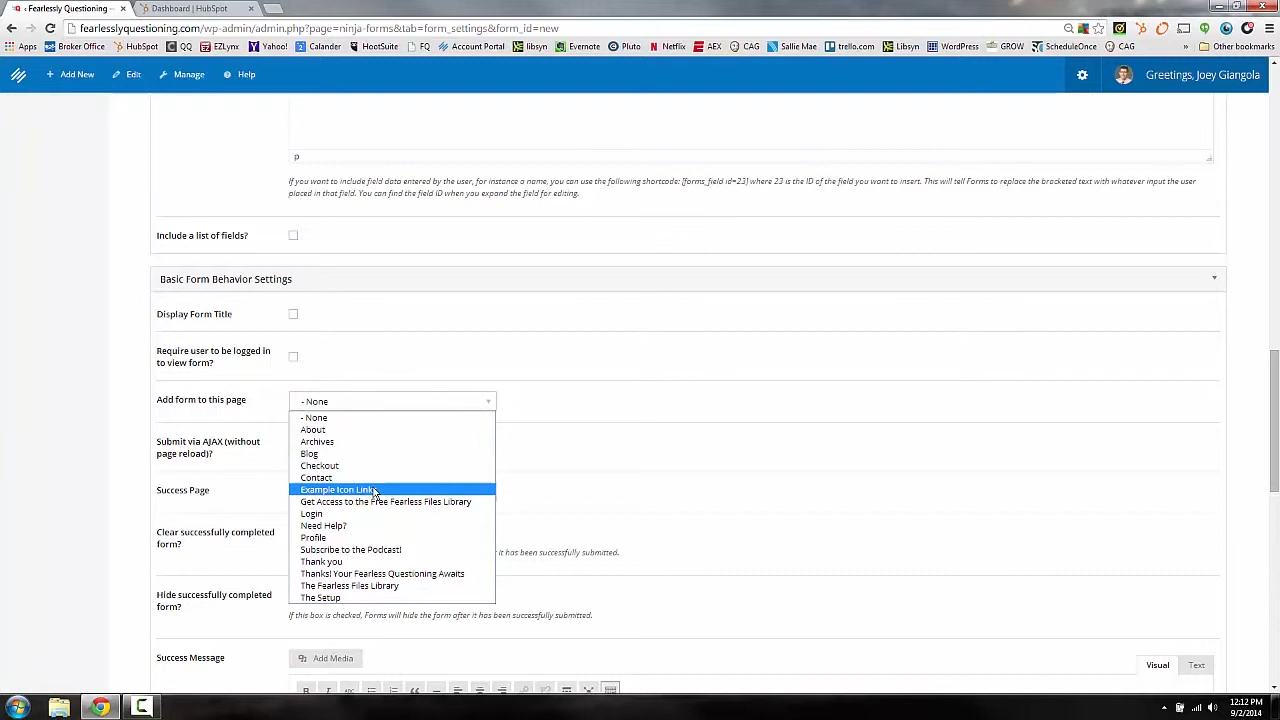 ‹ Fearlessly Questioning — ×
Dashboard | HubSpot ×
fearlesslyquestioning.com/wp-admin/admin.php?page=ninja-forms&tab=form_settings&form_id=new
Apps Broker Office HubSpot QQ EZLynx Yahoo! Calander HootSuite FQ Account Portal libsyn Evernote Pluto Netflix AEX CAG Sallie Mae trello.com Libsyn WordPress GROW ScheduleOnce CAG » Other bookmarks
+ Add New Edit Manage Help Greetings, Joey Giangola
p
If you want to include field data entered by the user, for instance a name, you can use the following shortcode: [forms_field id=23] where 23 is the ID of the field you want to insert. This will tell Forms to replace the bracketed text with whatever input the user
placed in that field. You can find the field ID when you expand the field for editing.
Include a list of fields?
Basic Form Behavior Settings
Display Form Title
Require user to be logged in
to view form?
Add form to this page
- None
- None
About
Archives
Blog
Checkout
Contact
Example Icon Links
Get Access to the Free Fearless Files Library
Login
Need Help?
Profile
Subscribe to the Podcast!
Thank you
Thanks! Your Fearless Questioning Awaits
The Fearless Files Library
The Setup
Submit via AJAX (without
page reload)?
Success Page
Clear successfully completed
form?
it has been successfully submitted.
Hide successfully completed
form?
If this box is checked, Forms will hide the form after it has been successfully submitted.
Success Message
Add Media
Visual Text
B I ABC
12:12 PM
9/2/2014